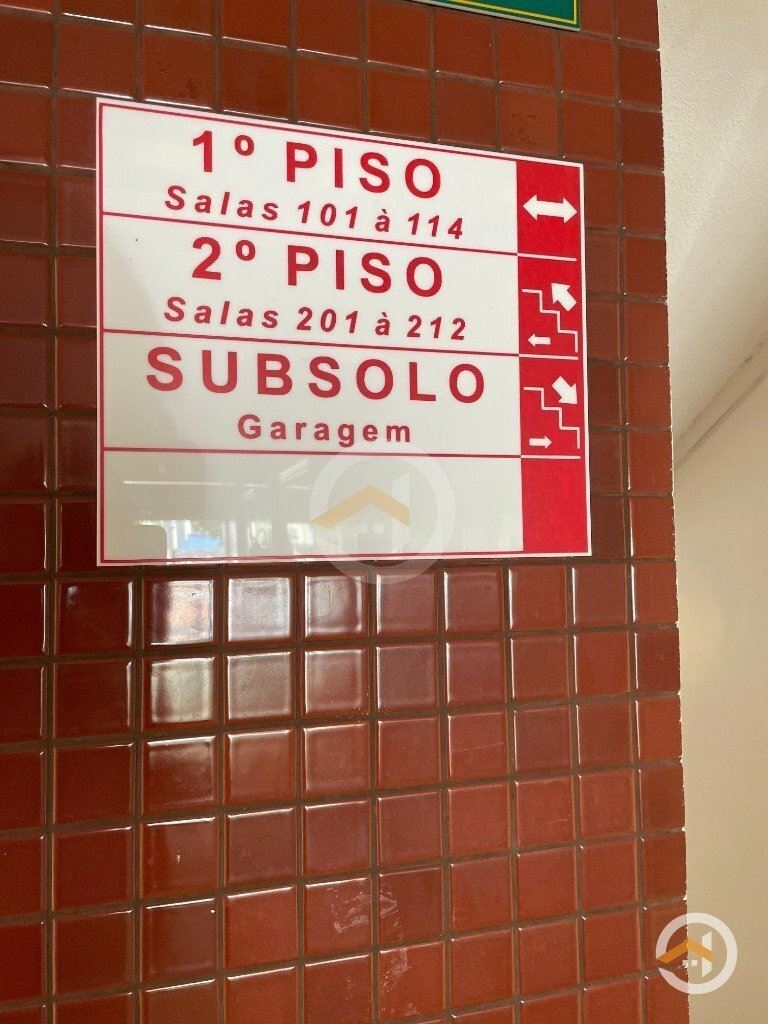 1º PISO
Salas 101 à 114
2º PISO
Salas 201 à 212
SUBSOLO
Garagem